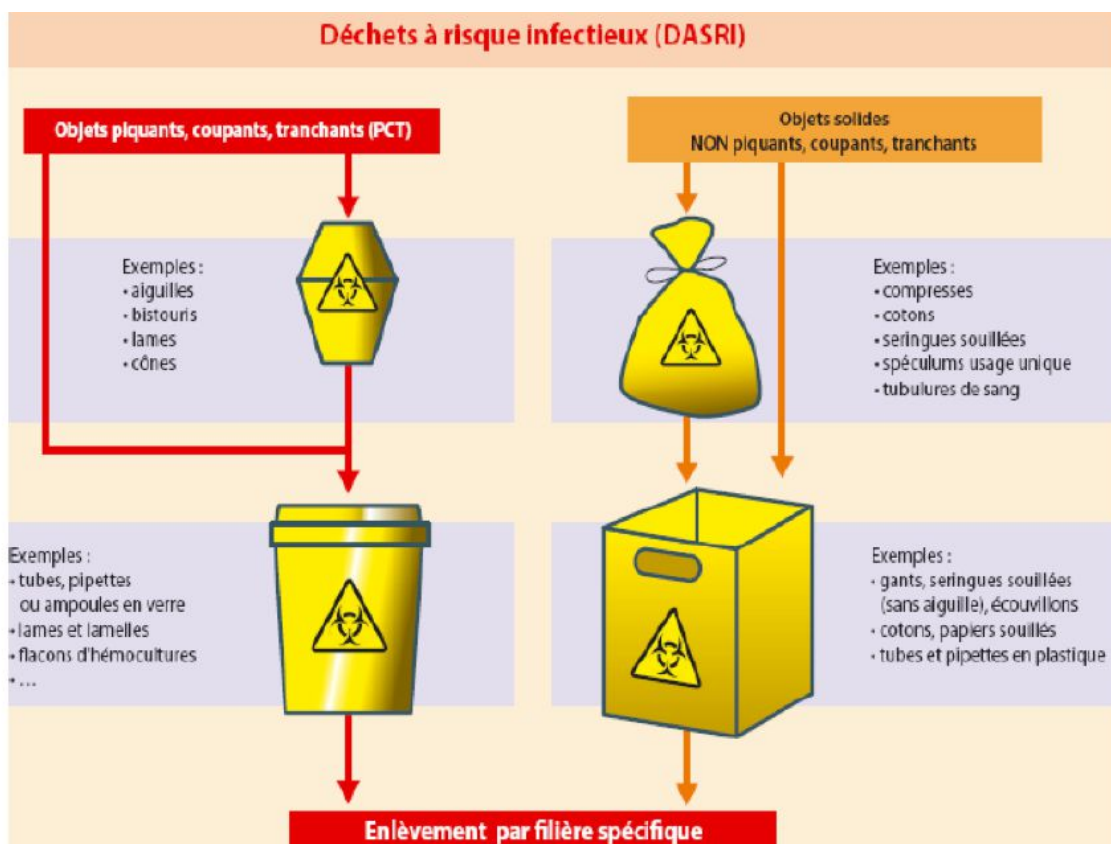 Déchets à risque infectieux (DASRI)
Objets piquants, coupants, tranchants (PCT)
Objets solides
NON piquants, coupants, tranchants
Exemples :
• aiguilles
• bistouris
• lames
• cônes
Exemples :
• compresses
• cotons
• seringues souillées
• spéculums usage unique
• tubulures de sang
Exemples :
• tubes, pipettes
ou ampoules en verre
• lames et lamelles
• flacons d'hémocultures
• ...
Exemples :
• gants, seringues souillées
(sans aiguille), écouvillons
• cotons, papiers souillés
• tubes et pipettes en plastique
Enlèvement par filière spécifique